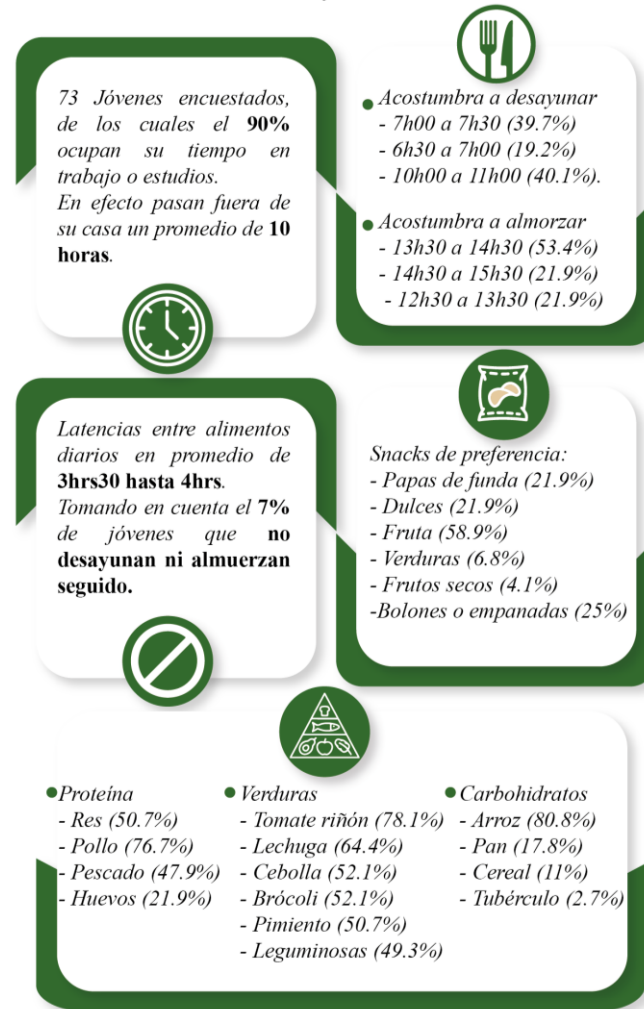 73 Jóvenes encuestados,
de los cuales el 90%
ocupan su tiempo en
trabajo o estudios.
En efecto pasan fuera de
su casa un promedio de 10
horas.
Acostumbra a desayunar
- 7h00 a 7h30 (39.7%)
- 6h30 a 7h00 (19.2%)
- 10h00 a 11h00 (40.1%).
Acostumbra a almorzar
- 13h30 a 14h30 (53.4%)
- 14h30 a 15h30 (21.9%)
- 12h30 a 13h30 (21.9%)
Latencias entre alimentos
diarios en promedio de
3hrs30 hasta 4hrs.
Tomando en cuenta el 7%
de jóvenes que no
desayunan ni almuerzan
seguido.
Snacks de preferencia:
- Papas de funda (21.9%)
- Dulces (21.9%)
- Fruta (58.9%)
- Verduras (6.8%)
- Frutos secos (4.1%)
-Bolones o empanadas (25%)
Proteína
- Res (50.7%)
- Pollo (76.7%)
- Pescado (47.9%)
- Huevos (21.9%)
Verduras
- Tomate riñón (78.1%)
- Lechuga (64.4%)
- Cebolla (52.1%)
- Brócoli (52.1%)
- Pimiento (50.7%)
- Leguminosas (49.3%)
Carbohidratos
- Arroz (80.8%)
- Pan (17.8%)
- Cereal (11%)
- Tubérculo (2.7%)